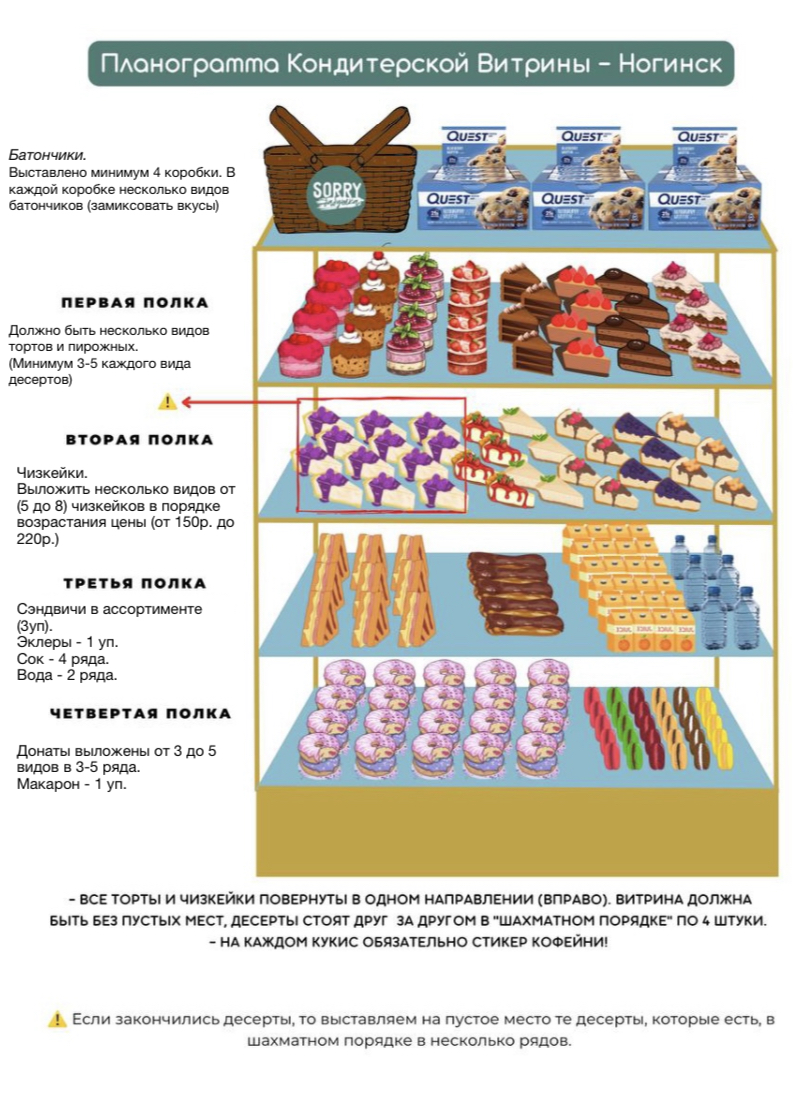 Планограмма Кондитерской Витрины – Ногинск
Батончики.
Выставлено минимум 4 коробки. В
каждой коробке несколько видов
батончиков (замиксовать вкусы)
SORRY
QUEST
QUEST
QUEST
QUEST
QUEST
QUEST
ПЕРВАЯ ПОЛКА
Должно быть несколько видов
тортов и пирожных.
(Минимум 3-5 каждого вида
десертов)
ВТОРАЯ ПОЛКА
Чизкейки.
Выложить несколько видов от
(5 до 8) чизкейков в порядке
возрастания цены (от 150р. до
220р.)
ТРЕТЬЯ ПОЛКА
Сэндвичи в ассортименте
(3уп).
Эклеры - 1 уп.
Сок - 4 ряда.
Вода - 2 ряда.
ЧЕТВЕРТАЯ ПОЛКА
Донаты выложены от 3 до 5
видов в 3-5 ряда.
Макарон - 1 уп.
– ВСЕ ТОРТЫ И ЧИЗКЕЙКИ ПОВЕРНУТЫ В ОДНОМ НАПРАВЛЕНИИ (ВПРАВО). ВИТРИНА ДОЛЖНА
БЫТЬ БЕЗ ПУСТЫХ МЕСТ, ДЕСЕРТЫ СТОЯТ ДРУГ ЗА ДРУГОМ В "ШАХМАТНОМ ПОРЯДКЕ" ПО 4 ШТУКИ.
– НА КАЖДОМ КУКИС ОБЯЗАТЕЛЬНО СТИКЕР КОФЕЙНИ!
⚠️ Если закончились десерты, то выставляем на пустое место те десерты, которые есть, в
шахматном порядке в несколько рядов.